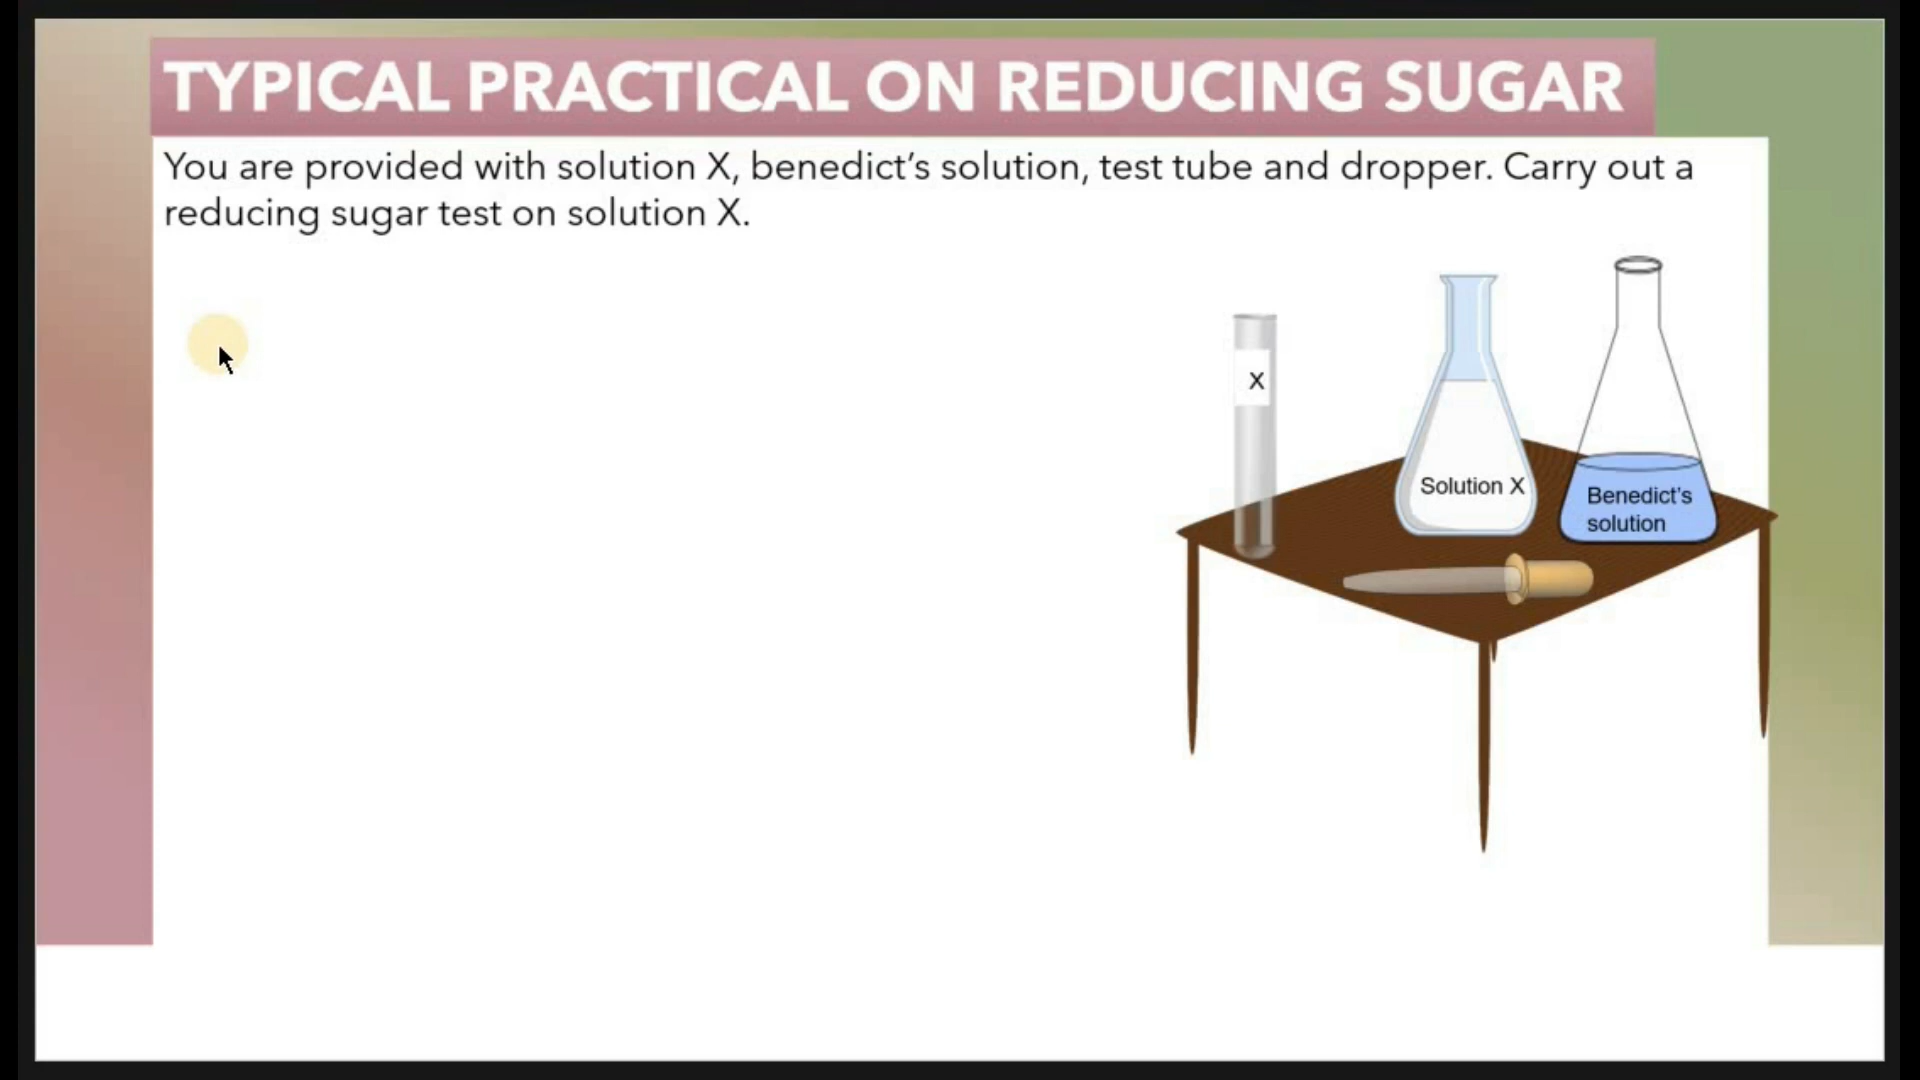 TYPICAL PRACTICAL ON REDUCING SUGAR
You are provided with solution X, benedict’s solution, test tube and dropper. Carry out a
reducing sugar test on solution X.
X
Solution X
Benedict's
solution